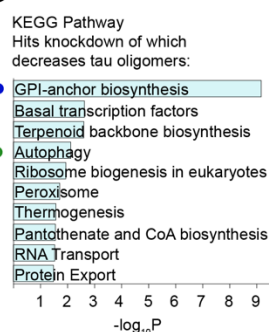 KEGG Pathway
Hits knockdown of which
decreases tau oligomers:
GPI-anchor biosynthesis
Basal transcription factors
Terpenoid backbone biosynthesis
Autophagy
Ribosome biogenesis in eukaryotes
Peroxisome
Thermogenesis
Pantothenate and CoA biosynthesis
RNA Transport
Protein Export
1 2 3 4 5 6 7 8 9
-log₁₀P